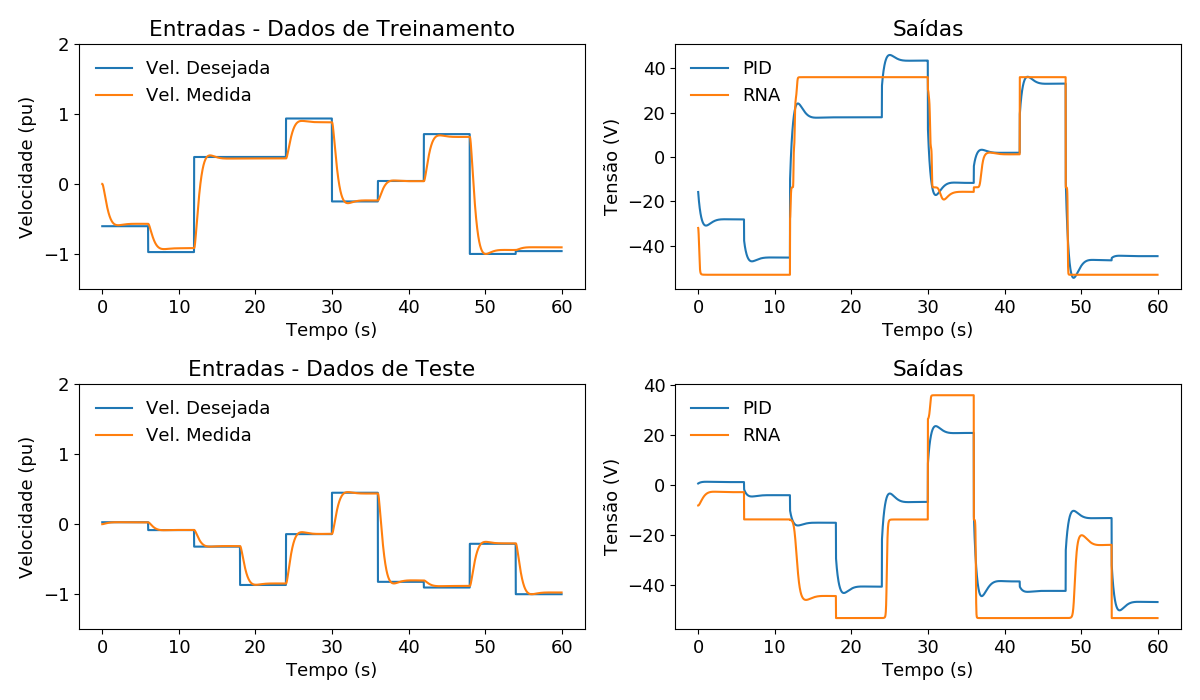 Entradas - Dados de Treinamento
2
1
0
−1
Velocidade (pu)
Vel. Desejada
Vel. Medida
0 10 20 30 40 50 60
Tempo (s)
Saídas
40
20
0
−20
−40
Tensão (V)
PID
RNA
0 10 20 30 40 50 60
Tempo (s)
Entradas - Dados de Teste
2
1
0
−1
Velocidade (pu)
Vel. Desejada
Vel. Medida
0 10 20 30 40 50 60
Tempo (s)
Saídas
40
20
0
−20
−40
Tensão (V)
PID
RNA
0 10 20 30 40 50 60
Tempo (s)